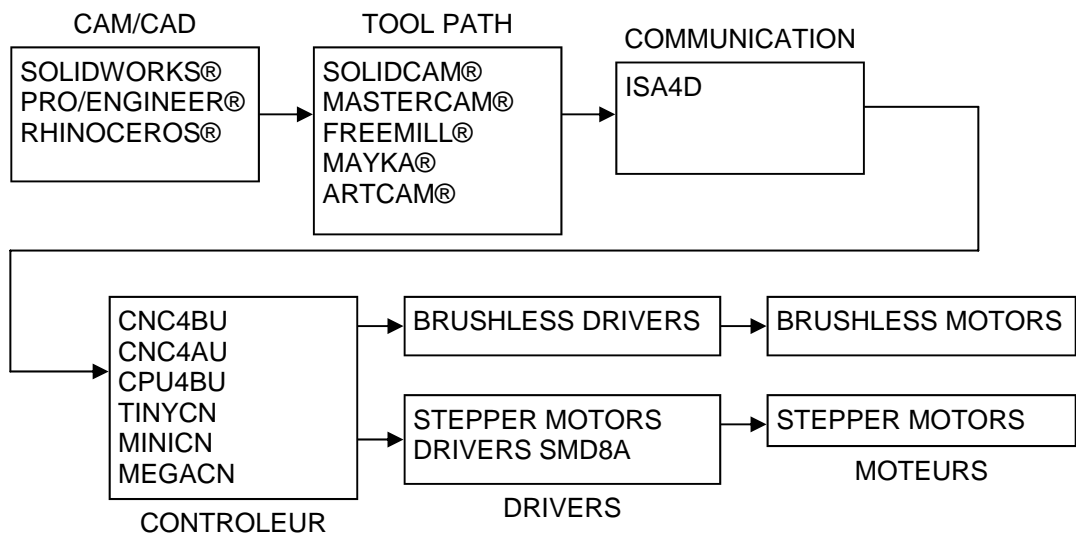 CAM/CAD
SOLIDWORKS®
PRO/ENGINEER®
RHINOCEROS®
TOOL PATH
SOLIDCAM®
MASTERCAM®
FREEMILL®
MAYKA®
ARTCAM®
COMMUNICATION
ISA4D
CNC4BU
CNC4AU
CPU4BU
TINYCN
MINICN
MEGACN
CONTROLEUR
BRUSHLESS DRIVERS
STEPPER MOTORS
DRIVERS SMD8A
DRIVERS
BRUSHLESS MOTORS
STEPPER MOTORS
MOTEURS